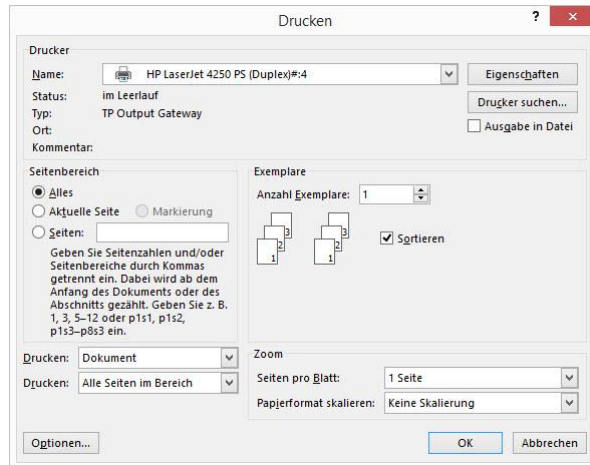 Drucken
?
Drucker
Name: HP LaserJet 4250 PS (Duplex)#:4 Eigenschaften
Status: im Leerlauf
Drucker suchen...
Typ: TP Output Gateway
Ort:
Ausgabe in Datei
Kommentar:
Seitenbereich
Alles
Aktuelle Seite Markierung
Seiten:
Geben Sie Seitenzahlen und/oder
Seitenbereiche durch Kommas
getrennt ein. Dabei wird ab dem
Anfang des Dokuments oder des
Abschnitts gezählt. Geben Sie z. B.
1, 3, 5–12 oder p1s1, p1s2,
p1s3–p8s3 ein.
Exemplare
Anzahl Exemplare: 1
3 3
2 2
1 1
Sortieren
Drucken: Dokument
Drucken: Alle Seiten im Bereich
Zoom
Seiten pro Blatt: 1 Seite
Papierformat skalieren: Keine Skalierung
Optionen... OK Abbrechen